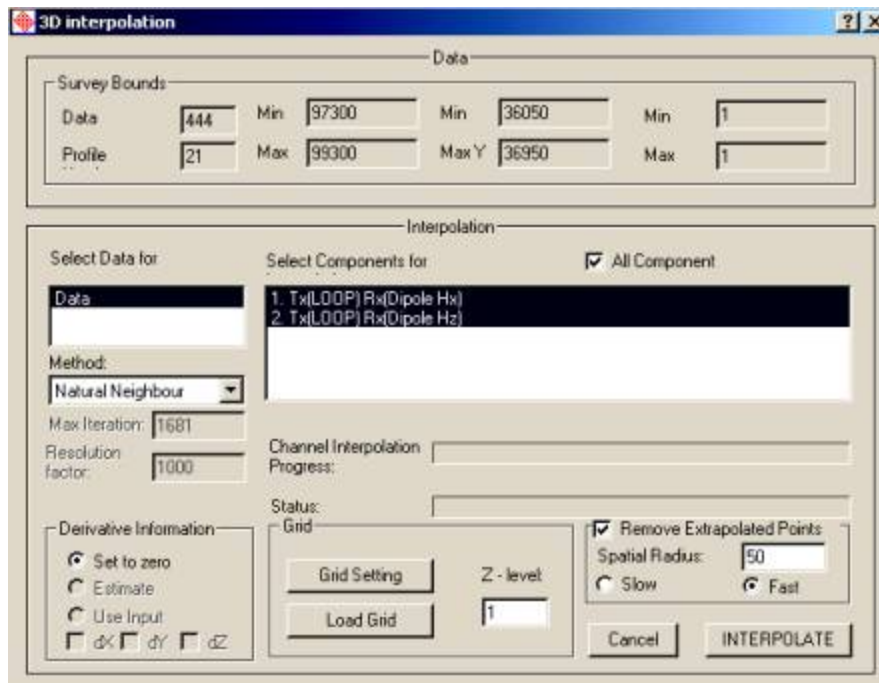 3D interpolation
Data
Survey Bounds
Data 444 Min 97300 Min 36050 Min 1
Profile 21 Max 99300 Max Y 36950 Max 1
Interpolation
Select Data for
Select Components for
All Component
Data
1. Tx(LOOP) Rx(Dipole Hx)
2. Tx(LOOP) Rx(Dipole Hz)
Method:
Natural Neighbour
Max Iteration: 1681
Resolution
factor: 1000
Channel Interpolation
Progress:
Status:
Derivative Information
Set to zero
Estimate
Use Input
dX dY dZ
Grid
Grid Setting
Load Grid
Z - level:
1
Remove Extrapolated Points
Spatial Radius: 50
Slow Fast
Cancel INTERPOLATE